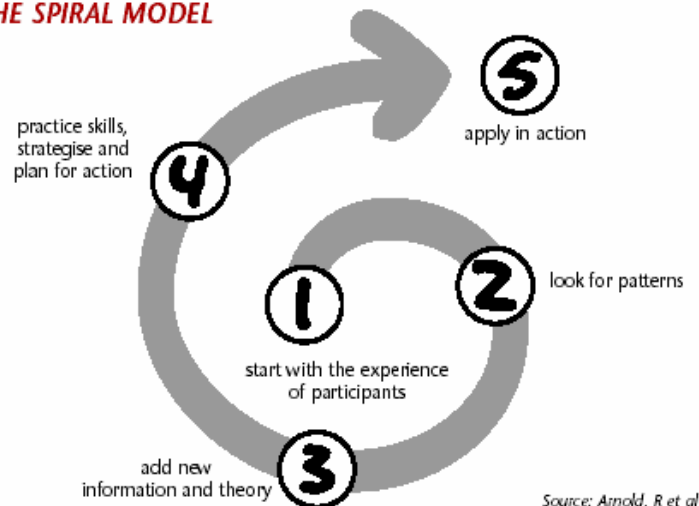 HE SPIRAL MODEL
5
apply in action
practice skills,
strategise and
plan for action
4
1
start with the experience
of participants
2
look for patterns
3
add new
information and theory
Source: Arnold, R et al